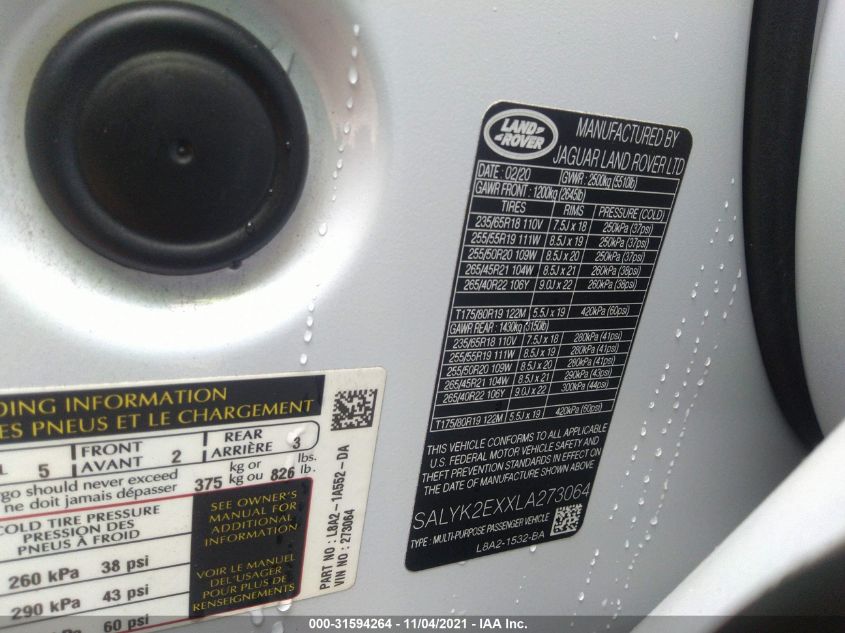 LAND ROVER
MANUFACTURED BY
JAGUAR LAND ROVER LTD
DATE: 02/20 GVWR: 2500kg (5510lb)
GAWR FRONT: 1200kg (2645lb)
TIRES RIMS PRESSURE (COLD)
235/65R18 110V 7.5J x 18 250kPa (37psi)
255/55R19 111W 8.5J x 19 250kPa (37psi)
255/50R20 109W 8.5J x 20 250kPa (37psi)
265/45R21 104W 8.5J x 21 260kPa (38psi)
265/40R22 106Y 9.0J x 22 260kPa (38psi)
T175/80R19 122M 5.5J x 19 420kPa (60psi)
GAWR REAR: 1430kg (3150lb)
235/65R18 110V 7.5J x 18 280kPa (41psi)
255/55R19 111W 8.5J x 19 280kPa (41psi)
255/50R20 109W 8.5J x 20 280kPa (41psi)
265/45R21 104W 8.5J x 21 290kPa (43psi)
265/40R22 106Y 9.0J x 22 300kPa (44psi)
T175/80R19 122M 5.5J x 19 420kPa (60psi)
THIS VEHICLE CONFORMS TO ALL APPLICABLE
U.S. FEDERAL MOTOR VEHICLE SAFETY AND
THEFT PREVENTION STANDARDS IN EFFECT ON
THE DATE OF MANUFACTURE SHOWN ABOVE.
SALYK2EXXLA273064
TYPE: MULTI-PURPOSE PASSENGER VEHICLE
L8A2-1532-BA
DING INFORMATION
ES PNEUS ET LE CHARGEMENT
L 5 FRONT AVANT 2 REAR ARRIÈRE 3
rgo should never exceed
ne doit jamais dépasser 375 kg or kg ou 826 lbs. lb.
COLD TIRE PRESSURE
PRESSION DES
PNEUS À FROID
260 kPa 38 psi
290 kPa 43 psi
60 psi
SEE OWNER'S
MANUAL FOR
ADDITIONAL
INFORMATION
VOIR LE MANUEL
DE L'USAGER
POUR PLUS DE
RENSEIGNEMENTS
PART NO: L8A2-1A552-DA
VIN NO: 273064
000-31594264 - 11/04/2021 - IAA Inc.